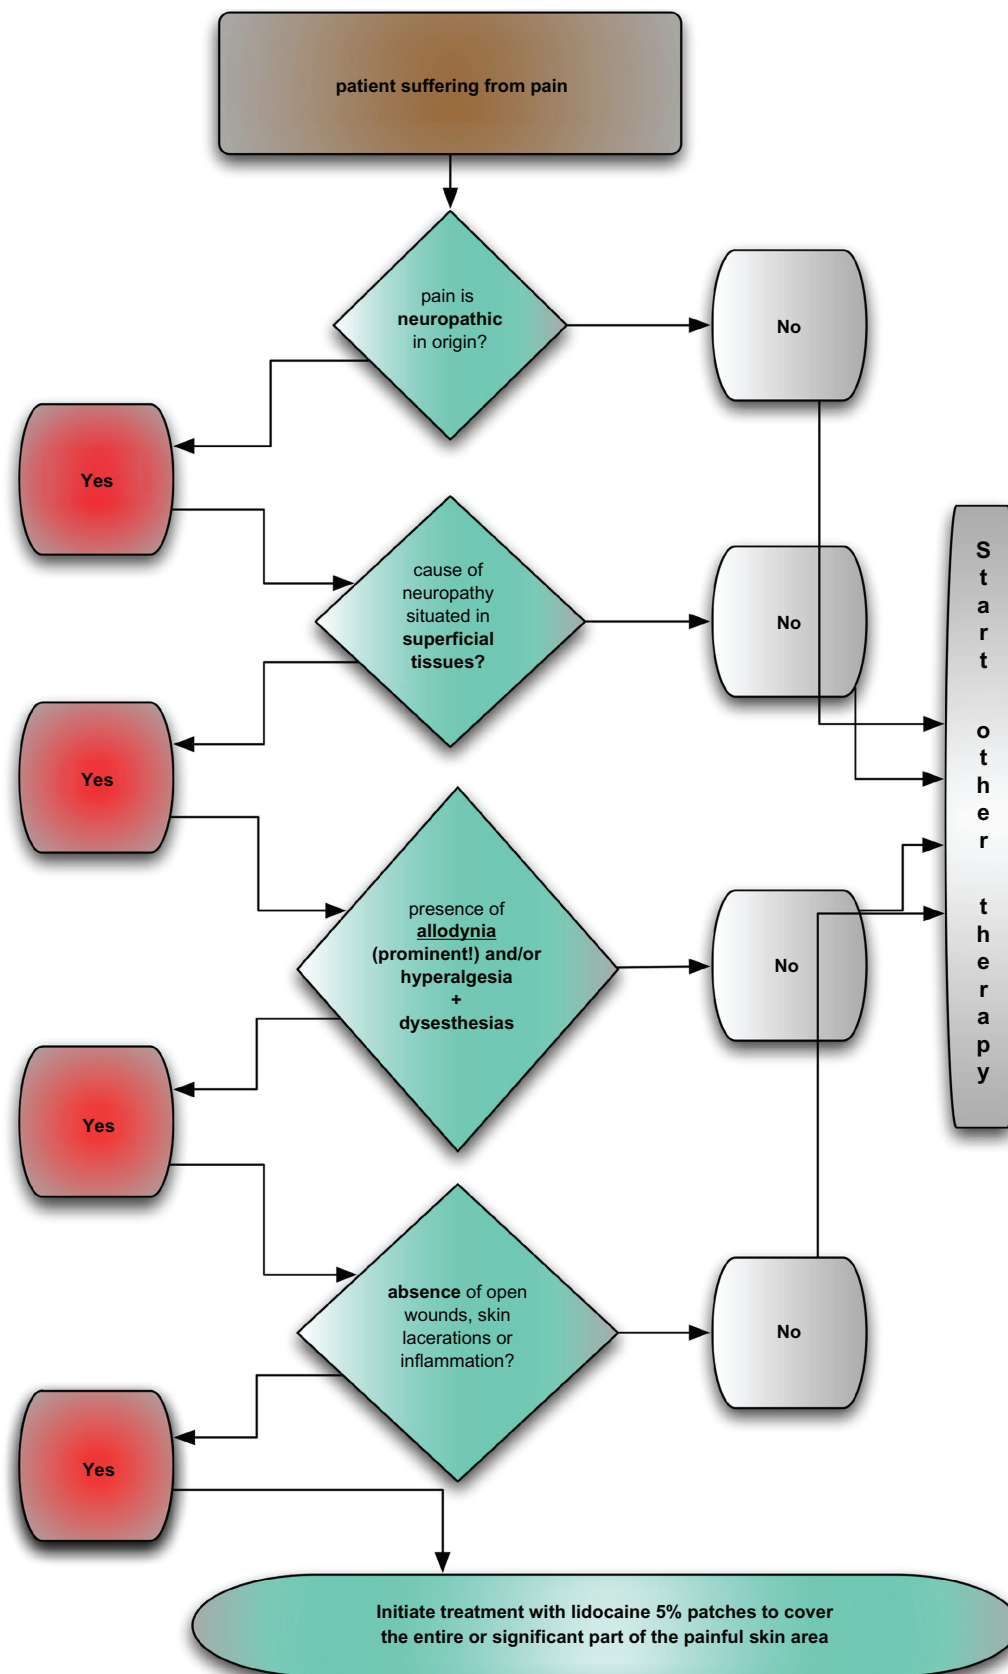 patient suffering from pain
pain is
neuropathic
in origin?
No
Yes
cause of
neuropathy
situated in
superficial
tissues?
No
Yes
presence of
allodynia
(prominent!) and/or
hyperalgesia
+
dysesthesias
No
Yes
absence of open
wounds, skin
lacerations or
inflammation?
No
Yes
Start other therapy
Initiate treatment with lidocaine 5% patches to cover
the entire or significant part of the painful skin area